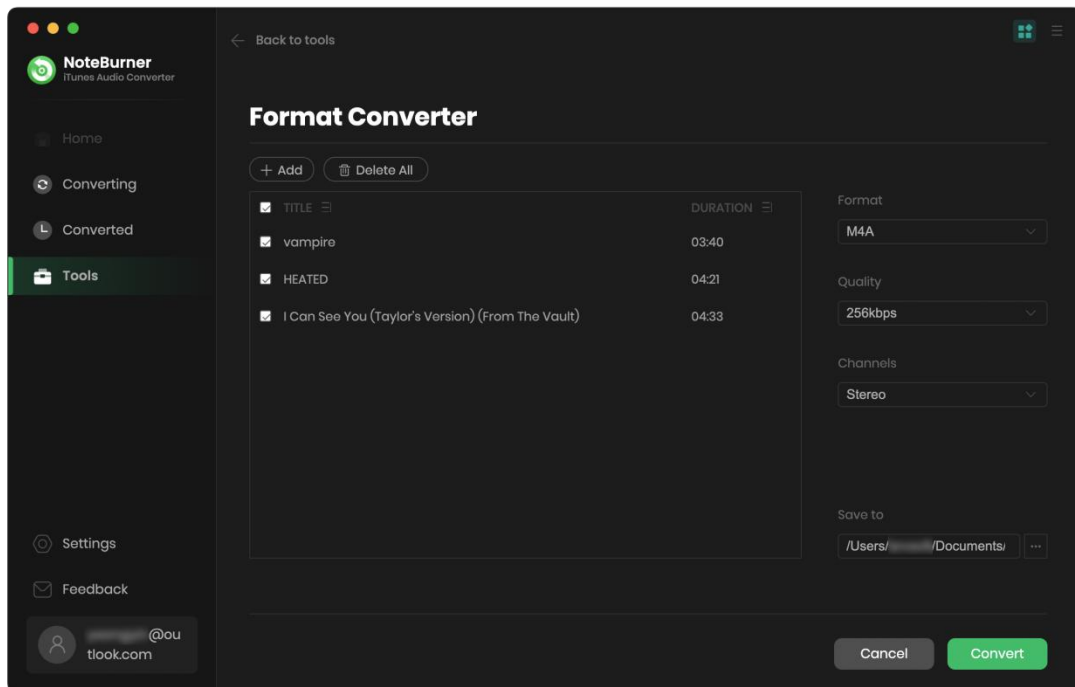 NoteBurner
iTunes Audio Converter
Home
Converting
Converted
Tools
Settings
Feedback
@ou
tlook.com
Back to tools
Format Converter
+ Add Delete All
TITLE DURATION
vampire 03:40
HEATED 04:21
I Can See You (Taylor's Version) (From The Vault) 04:33
Format
M4A
Quality
256kbps
Channels
Stereo
Save to
/Users/ /Documents/ ...
Cancel Convert